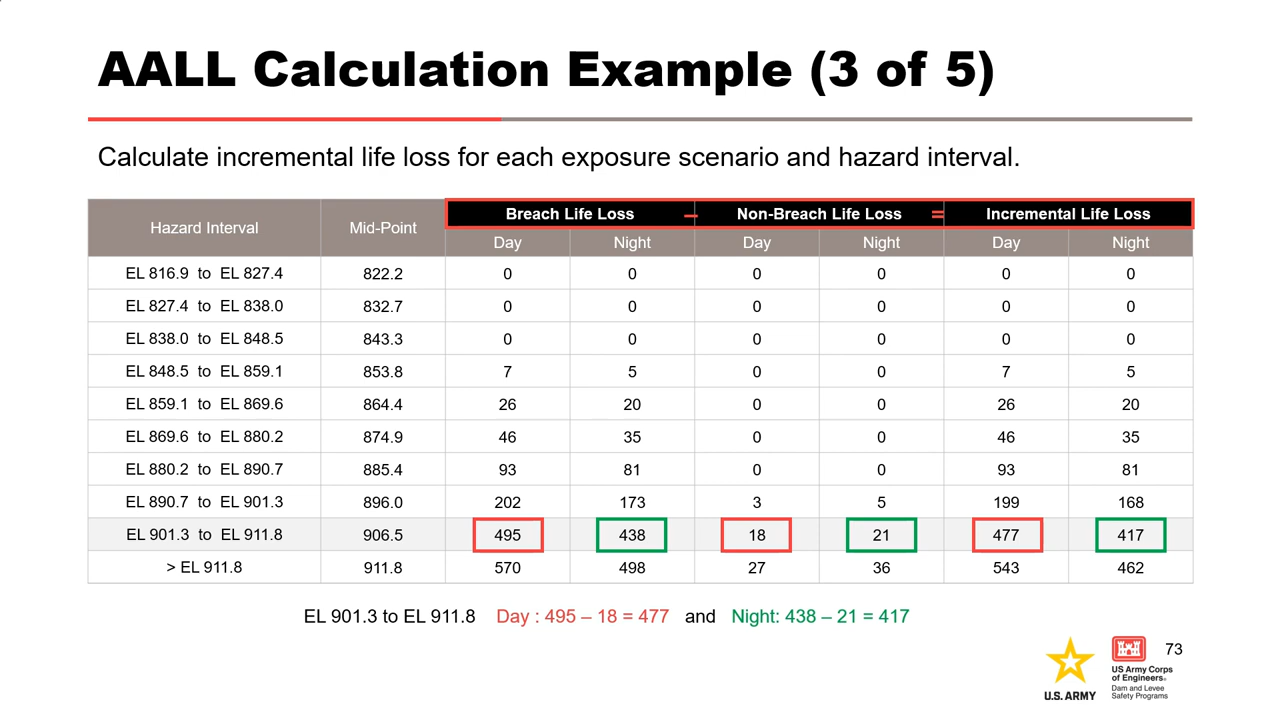 AALL Calculation Example (3 of 5)
Calculate incremental life loss for each exposure scenario and hazard interval.
Hazard Interval Mid-Point Breach Life Loss – Non-Breach Life Loss = Incremental Life Loss
Day Night Day Night Day Night
EL 816.9 to EL 827.4 822.2 0 0 0 0 0 0
EL 827.4 to EL 838.0 832.7 0 0 0 0 0 0
EL 838.0 to EL 848.5 843.3 0 0 0 0 0 0
EL 848.5 to EL 859.1 853.8 7 5 0 0 7 5
EL 859.1 to EL 869.6 864.4 26 20 0 0 26 20
EL 869.6 to EL 880.2 874.9 46 35 0 0 46 35
EL 880.2 to EL 890.7 885.4 93 81 0 0 93 81
EL 890.7 to EL 901.3 896.0 202 173 3 5 199 168
EL 901.3 to EL 911.8 906.5 495 438 18 21 477 417
> EL 911.8 911.8 570 498 27 36 543 462
EL 901.3 to EL 911.8 Day : 495 – 18 = 477 and Night: 438 – 21 = 417
73
U.S. ARMY
US Army Corps
of Engineers®
Dam and Levee
Safety Programs